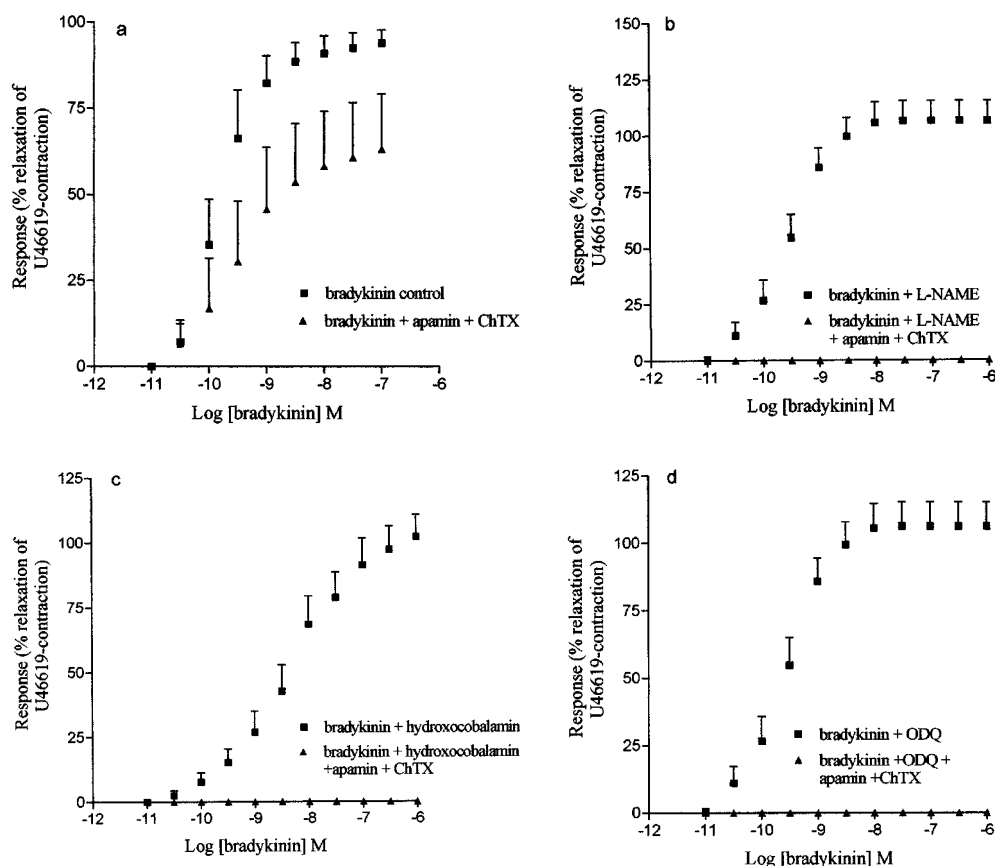 a
Response (% relaxation of
U46619-contraction)
100
75
50
25
0
-12 -11 -10 -9 -8 -7 -6
Log [bradykinin] M
bradykinin control
bradykinin + apamin + ChTX
b
Response (% relaxation of
U46619-contraction)
150
125
100
75
50
25
0
-12 -11 -10 -9 -8 -7 -6
Log [bradykinin] M
bradykinin + L-NAME
bradykinin + L-NAME
+ apamin + ChTX
c
Response (% relaxation of
U46619-contraction)
125
100
75
50
25
0
-12 -11 -10 -9 -8 -7 -6
Log [bradykinin] M
bradykinin + hydroxocobalamin
bradykinin + hydroxocobalamin
+apamin + ChTX
d
Response (% relaxation of
U46619-contraction)
125
100
75
50
25
0
-12 -11 -10 -9 -8 -7 -6
Log [bradykinin] M
bradykinin + ODQ
bradykinin +ODQ +
apamin +ChTX